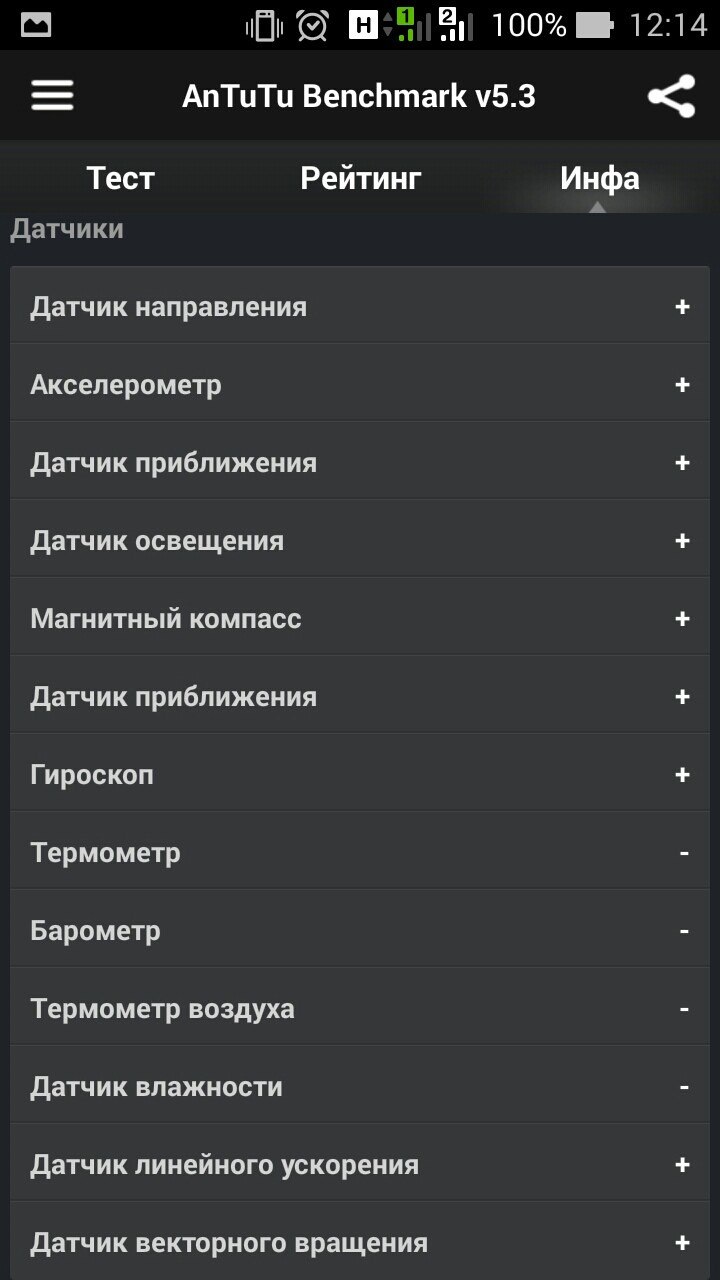 H 1 2 100% 12:14
AnTuTu Benchmark v5.3
Тест Рейтинг Инфа
Датчики
Датчик направления +
Акселерометр +
Датчик приближения +
Датчик освещения +
Магнитный компасс +
Датчик приближения +
Гироскоп +
Термометр -
Барометр -
Термометр воздуха -
Датчик влажности -
Датчик линейного ускорения +
Датчик векторного вращения +